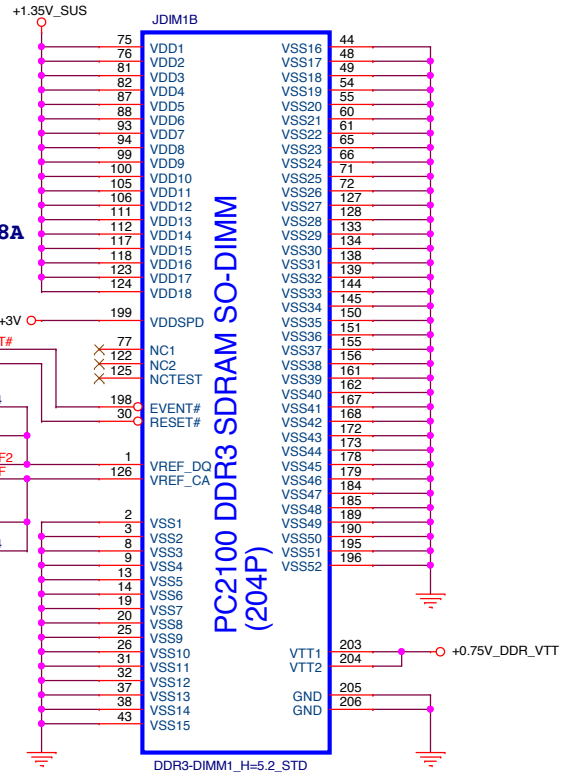 +1.35V_SUS
JDIM1B
75 VDD1 VSS16 44
76 VDD2 VSS17 48
81 VDD3 VSS18 49
82 VDD4 VSS19 54
87 VDD5 VSS20 55
88 VDD6 VSS21 60
93 VDD7 VSS22 61
94 VDD8 VSS23 65
99 VDD9 VSS24 66
100 VDD10 VSS25 71
105 VDD11 VSS26 72
106 VDD12 VSS27 127
111 VDD13 VSS28 128
112 VDD14 VSS29 133
117 VDD15 VSS30 134
118 VDD16 VSS31 138
123 VDD17 VSS32 139
124 VDD18 VSS33 144
VSS34 145
8A
+3V 199 VDDSPD VSS35 150
VSS36 151
T# 77 NC1 VSS37 155
122 NC2 VSS38 156
125 NCTEST VSS39 161
VSS40 162
198 EVENT# VSS41 167
30 RESET# VSS42 168
VSS43 172
VSS44 173
F2 1 VREF_DQ VSS45 178
F 126 VREF_CA VSS46 179
VSS47 184
VSS48 185
2 VSS1 VSS49 189
3 VSS2 VSS50 190
8 VSS3 VSS51 195
9 VSS4 VSS52 196
13 VSS5
14 VSS6
19 VSS7
20 VSS8
25 VSS9
26 VSS10 VTT1 203
31 VSS11 VTT2 204
+0.75V_DDR_VTT
32 VSS12
37 VSS13 GND 205
38 VSS14 GND 206
43 VSS15
PC2100 DDR3 SDRAM SO-DIMM
(204P)
DDR3-DIMM1_H=5.2_STD